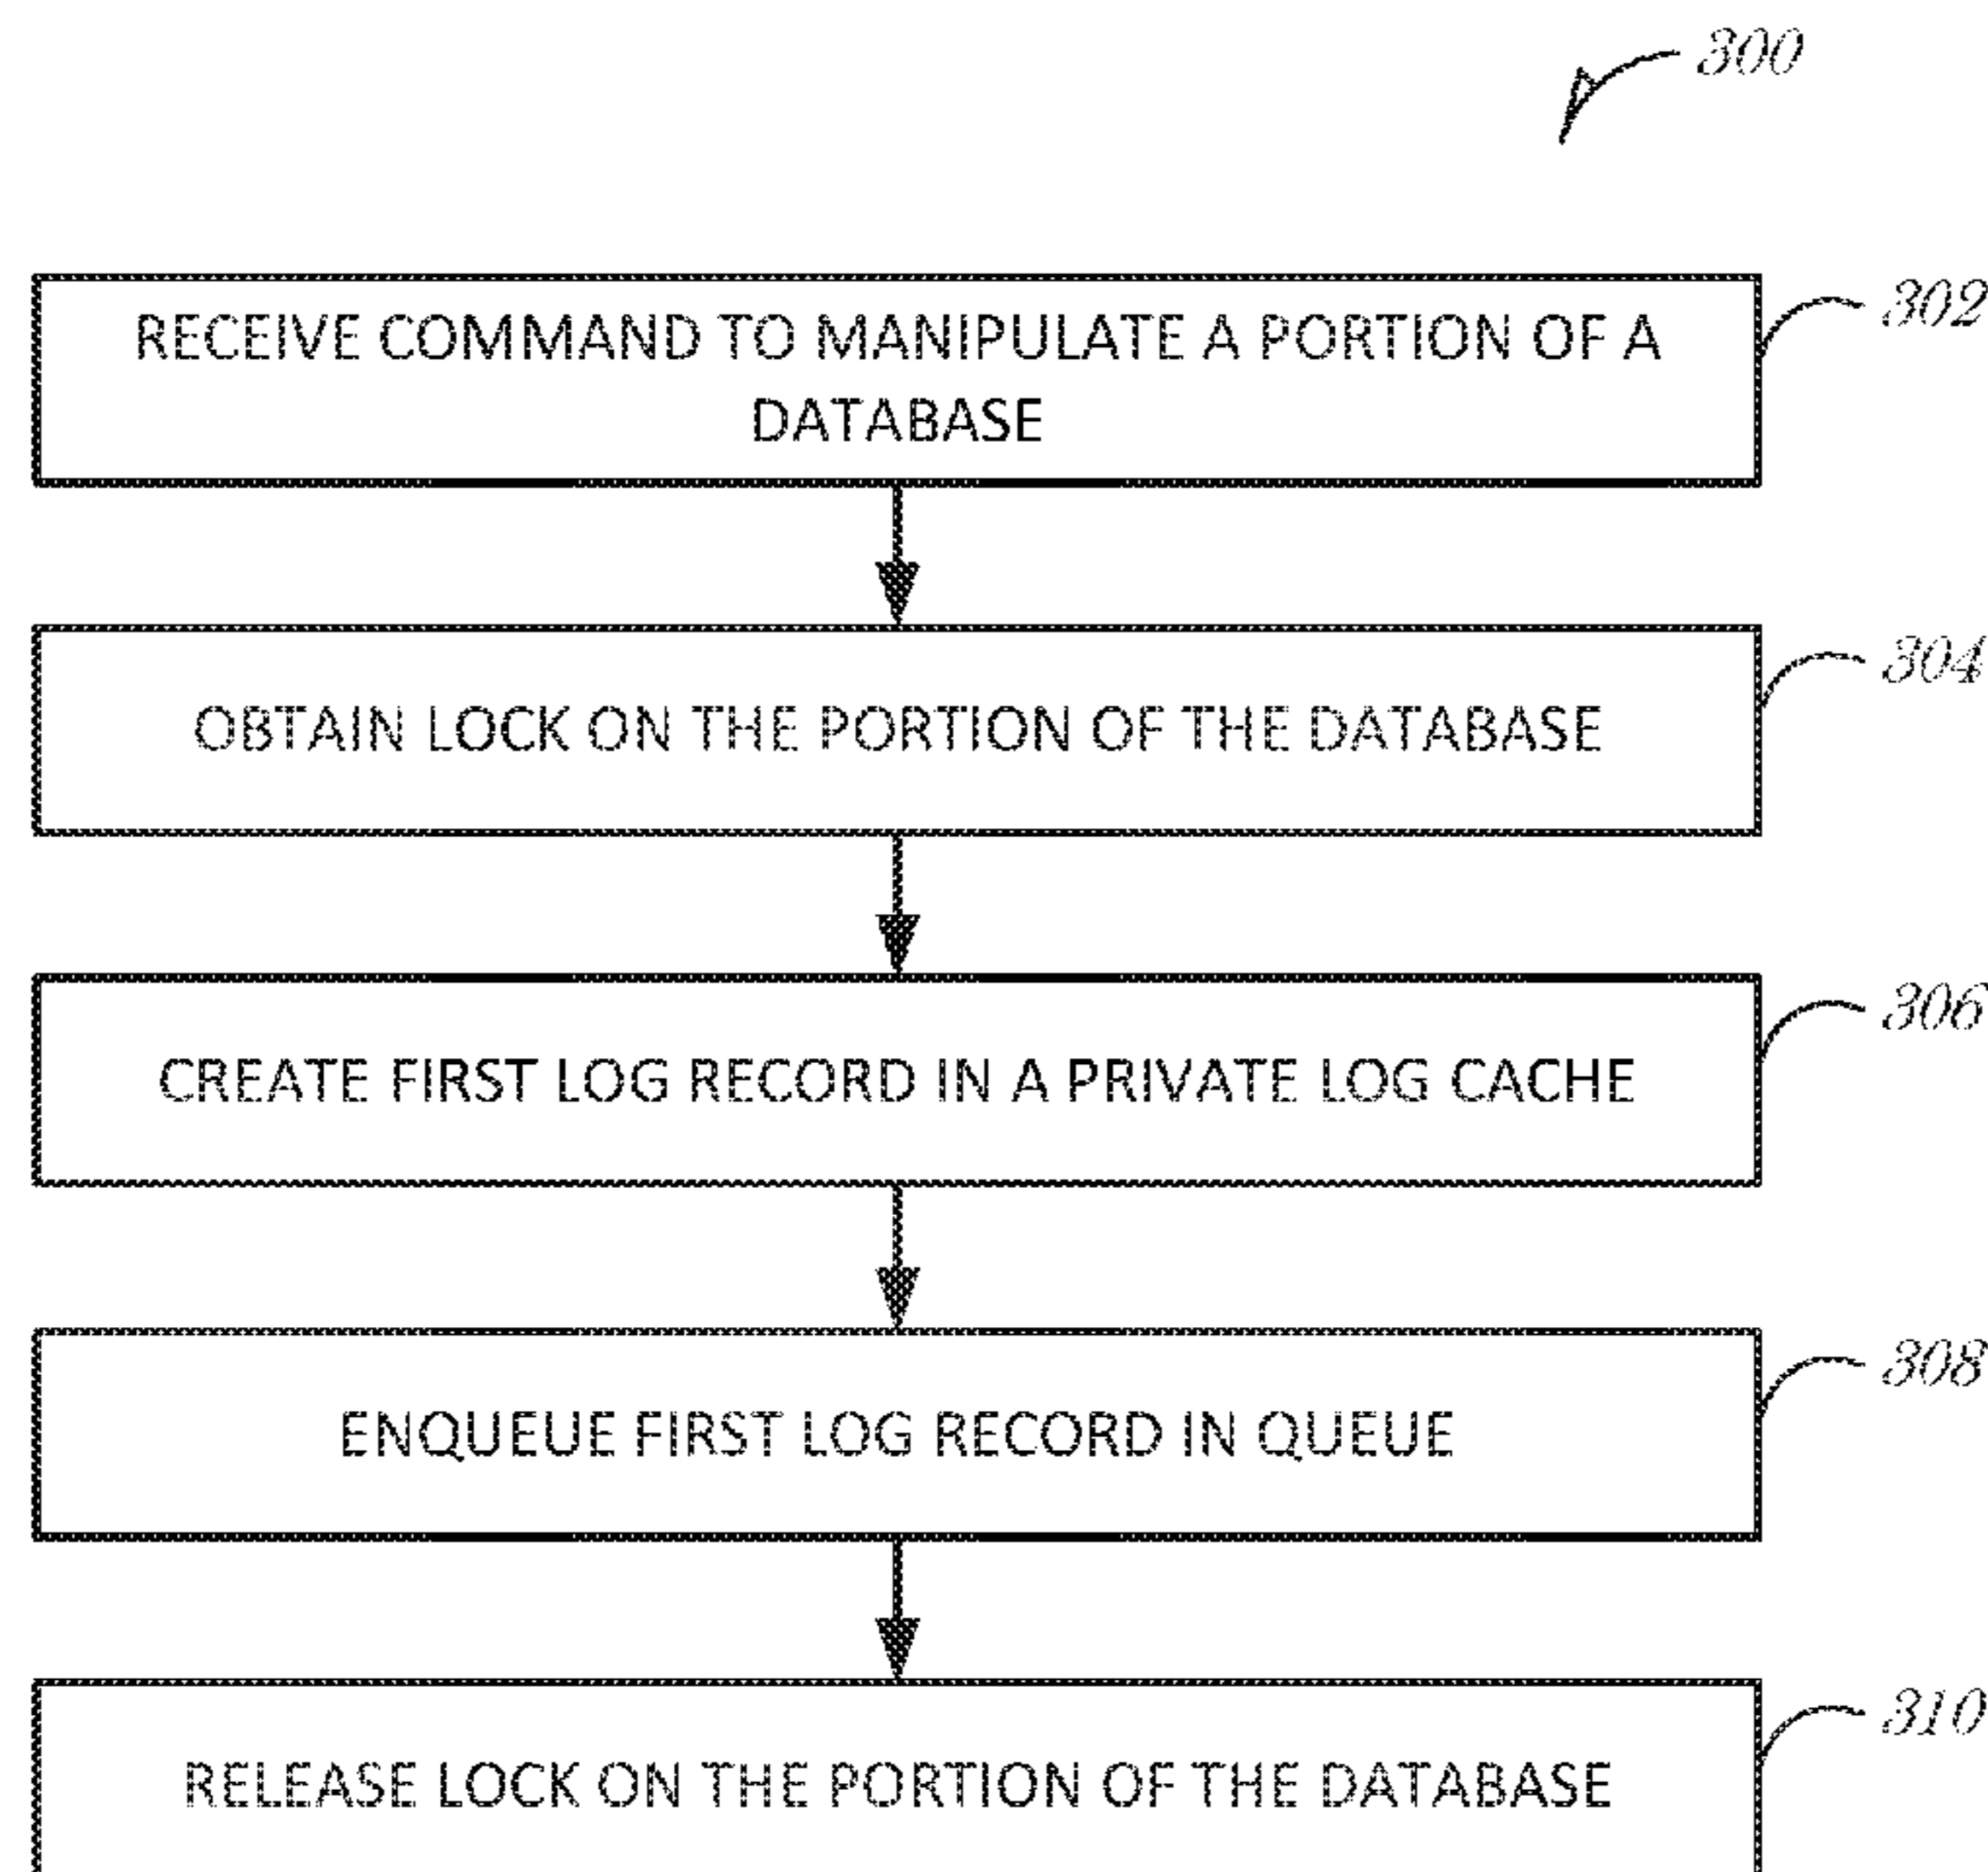 300
RECEIVE COMMAND TO MANIPULATE A PORTION OF A
DATABASE
302
OBTAIN LOCK ON THE PORTION OF THE DATABASE
304
CREATE FIRST LOG RECORD IN A PRIVATE LOG CACHE
306
ENQUEUE FIRST LOG RECORD IN QUEUE
308
RELEASE LOCK ON THE PORTION OF THE DATABASE
310